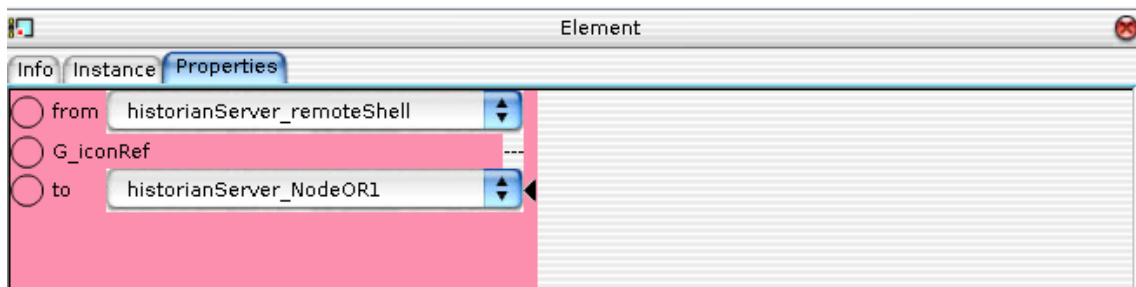 Element
Info Instance Properties
from historianServer_remoteShell
G_iconRef ---
to historianServer_NodeOR1